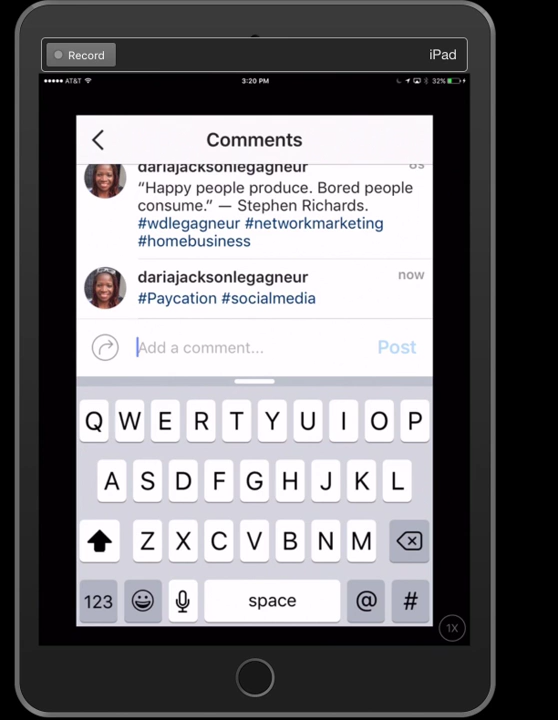 Record
iPad
AT&T
3:20 PM
32%
Comments
dariajacksonlegagneur
6s
“Happy people produce. Bored people
consume.” — Stephen Richards.
#wdlegagneur #networkmarketing
#homebusiness
dariajacksonlegagneur
now
#Paycation #socialmedia
Add a comment...
Post
Q W E R T Y U I O P
A S D F G H J K L
Z X C V B N M
123
space
@
#
1X